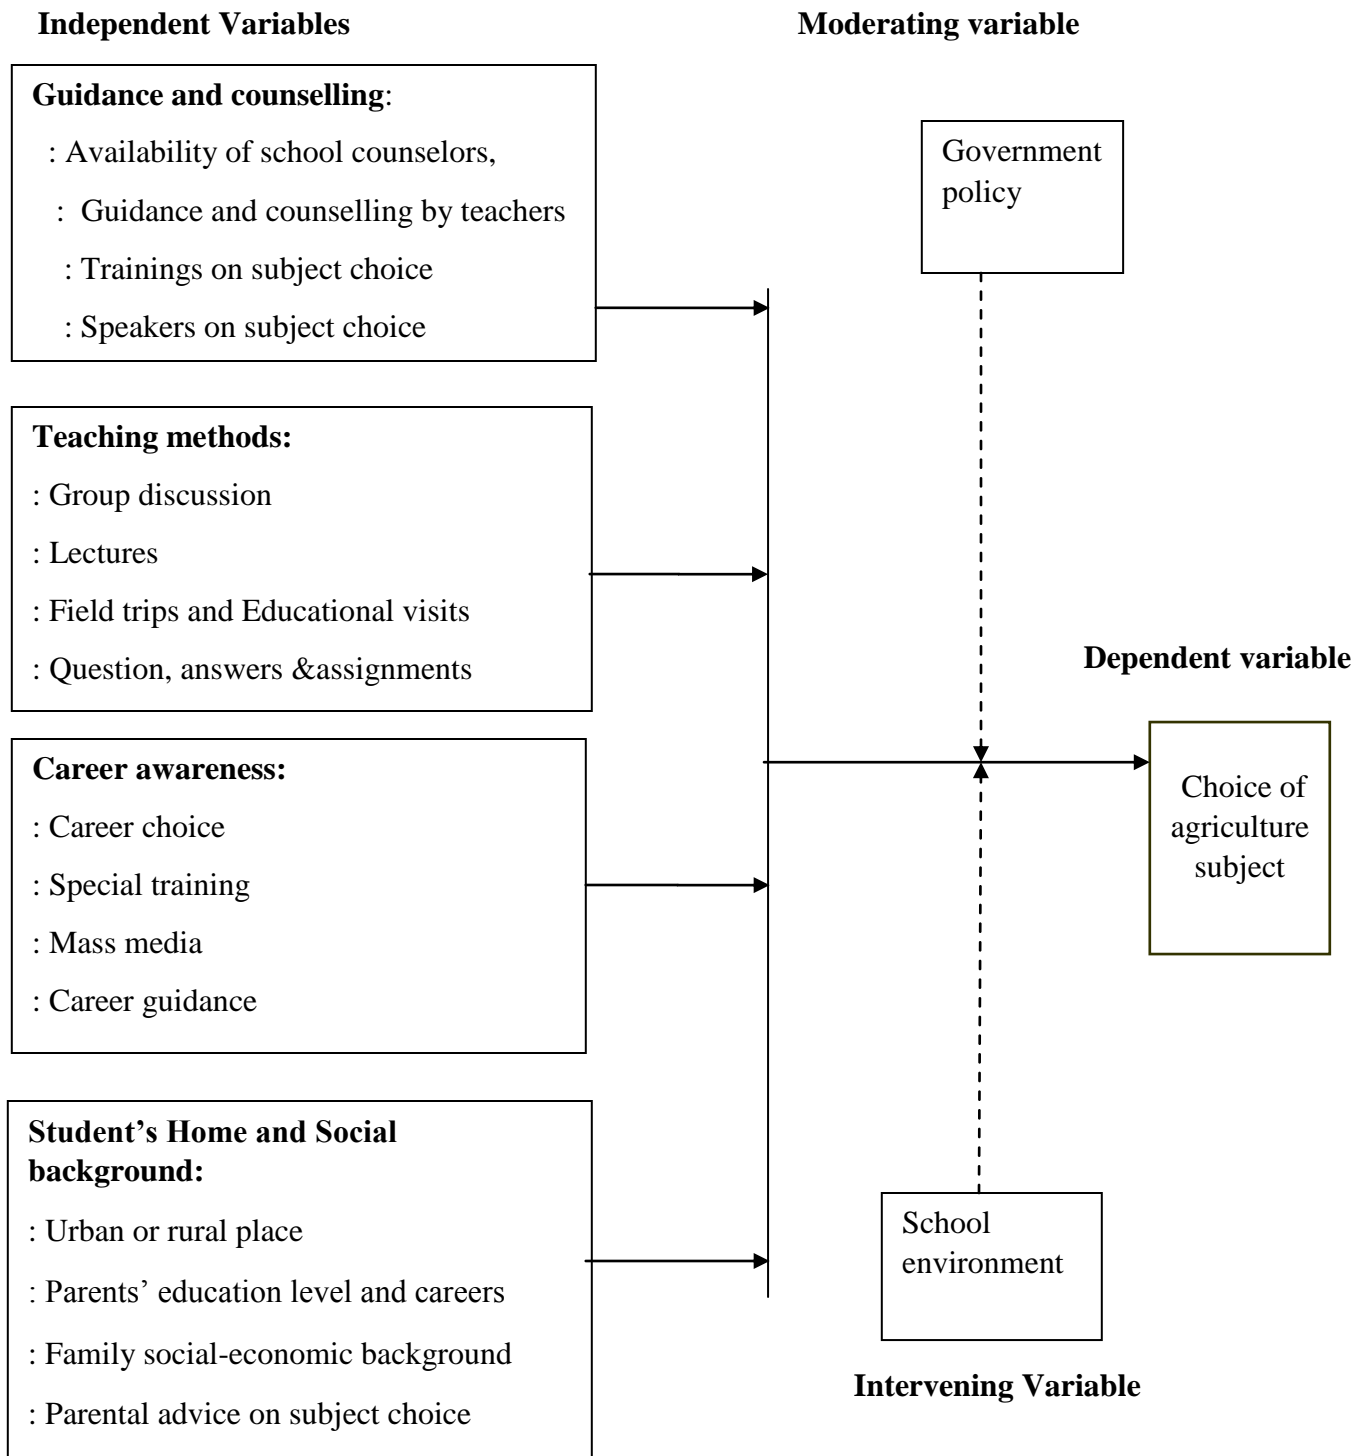 Independent Variables
Moderating variable
Guidance and counselling:
: Availability of school counselors,
: Guidance and counselling by teachers
: Trainings on subject choice
: Speakers on subject choice
Government
policy
Teaching methods:
: Group discussion
: Lectures
: Field trips and Educational visits
: Question, answers &assignments
Dependent variable
Choice of
agriculture
subject
Career awareness:
: Career choice
: Special training
: Mass media
: Career guidance
Student’s Home and Social
background:
: Urban or rural place
: Parents’ education level and careers
: Family social-economic background
: Parental advice on subject choice
School
environment
Intervening Variable